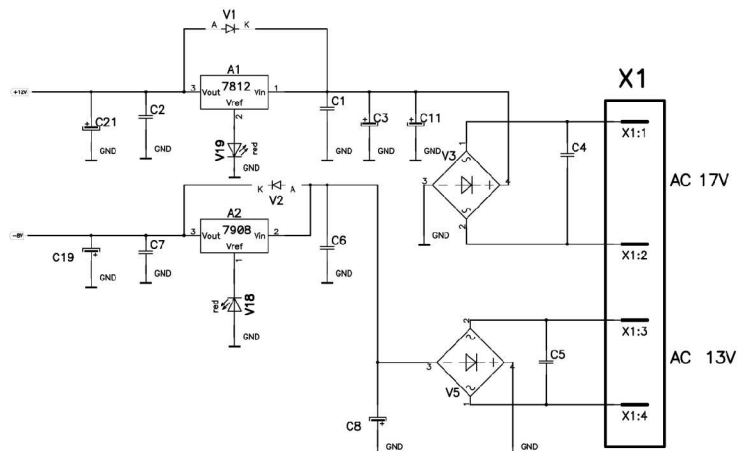 V1
A K
A1
+12V
3 Vout 7812 Vin 1
Vref
2
C21
C2
C1
C3
C11
GND
GND
GND
GND
GND
V19
red
GND
X1
X1:1
AC 17V
X1:2
X1:3
AC 13V
X1:4
1
V3
3
4
2
C4
GND
K A
V2
A2
-8V
3 Vout 7908 Vin 2
Vref
1
C19
C7
C6
GND
GND
GND
red
V18
GND
2
3
4
V5
1
C5
C8
GND
GND